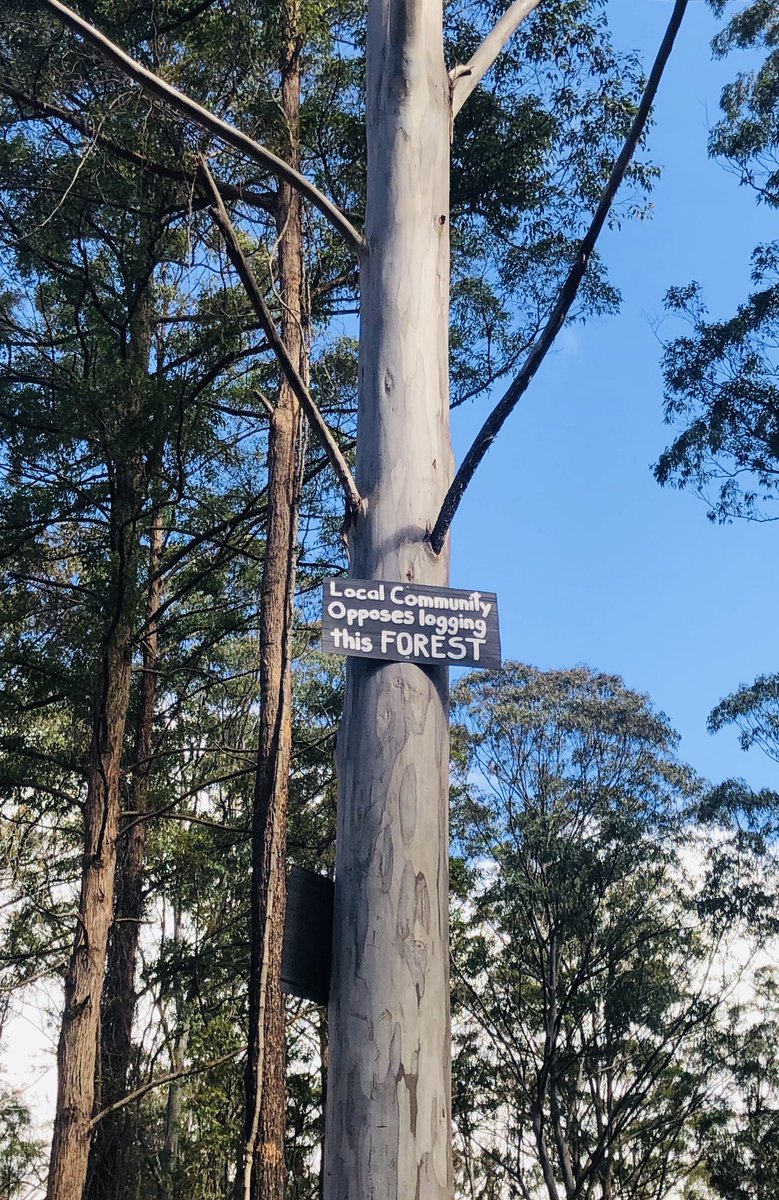 Local Community
Opposes logging
this FOREST